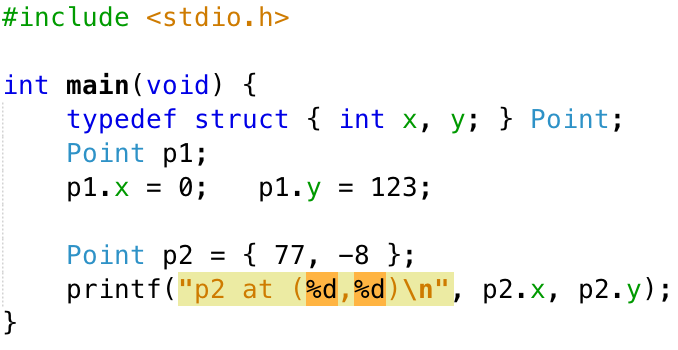 #include <stdio.h>

int main(void) {
    typedef struct { int x, y; } Point;
    Point p1;
    p1.x = 0;   p1.y = 123;

    Point p2 = { 77, -8 };
    printf("p2 at (%d,%d)\n", p2.x, p2.y);
}